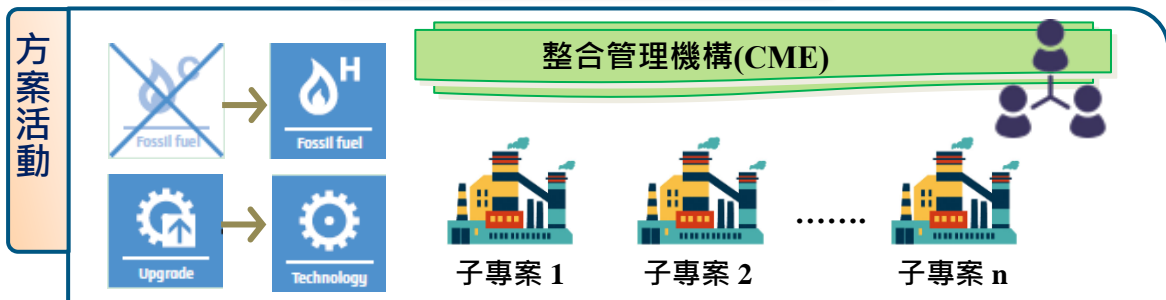 方案活動
整合管理機構(CME)
C
Fossil fuel
H
Fossil fuel
Upgrade
Technology
子專案 1
子專案 2
.......
子專案 n